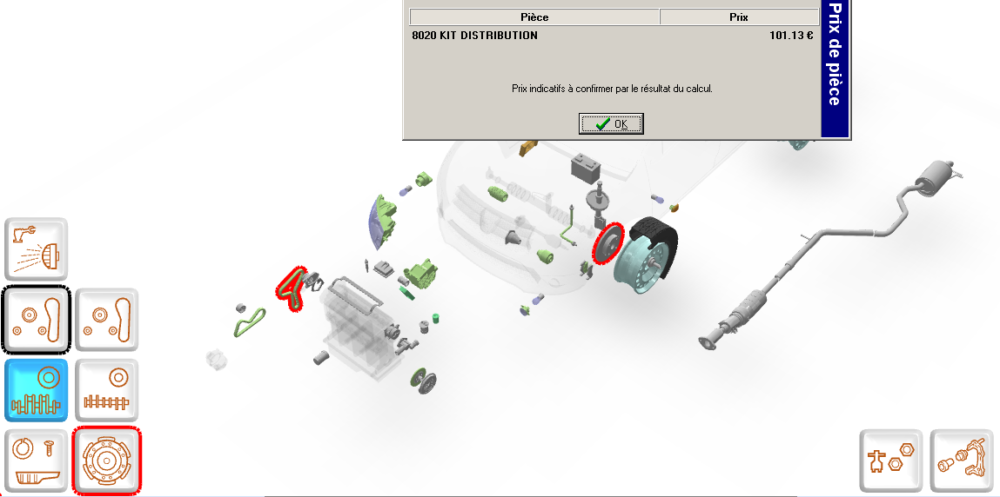 Pièce Prix
8020 KIT DISTRIBUTION 101.13 €
Prix indicatifs à confirmer par le résultat du calcul.
OK
Prix de pièce